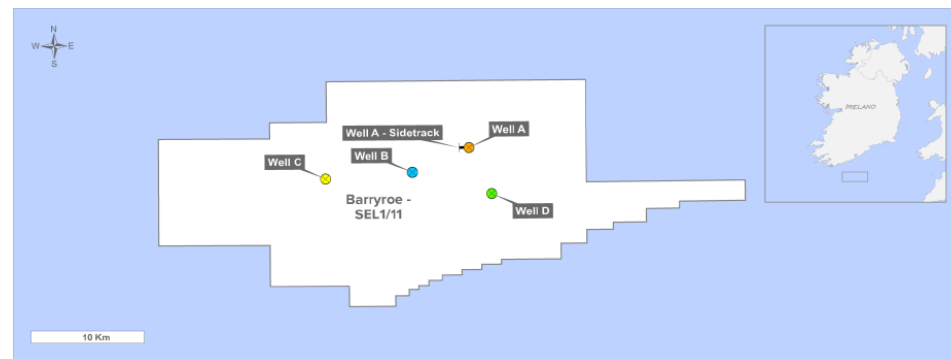 N
W E
S
Well A - Sidetrack
Well A
Well B
Well C
Barryroe -
SEL1/11
Well D
10 Km
IRELAND